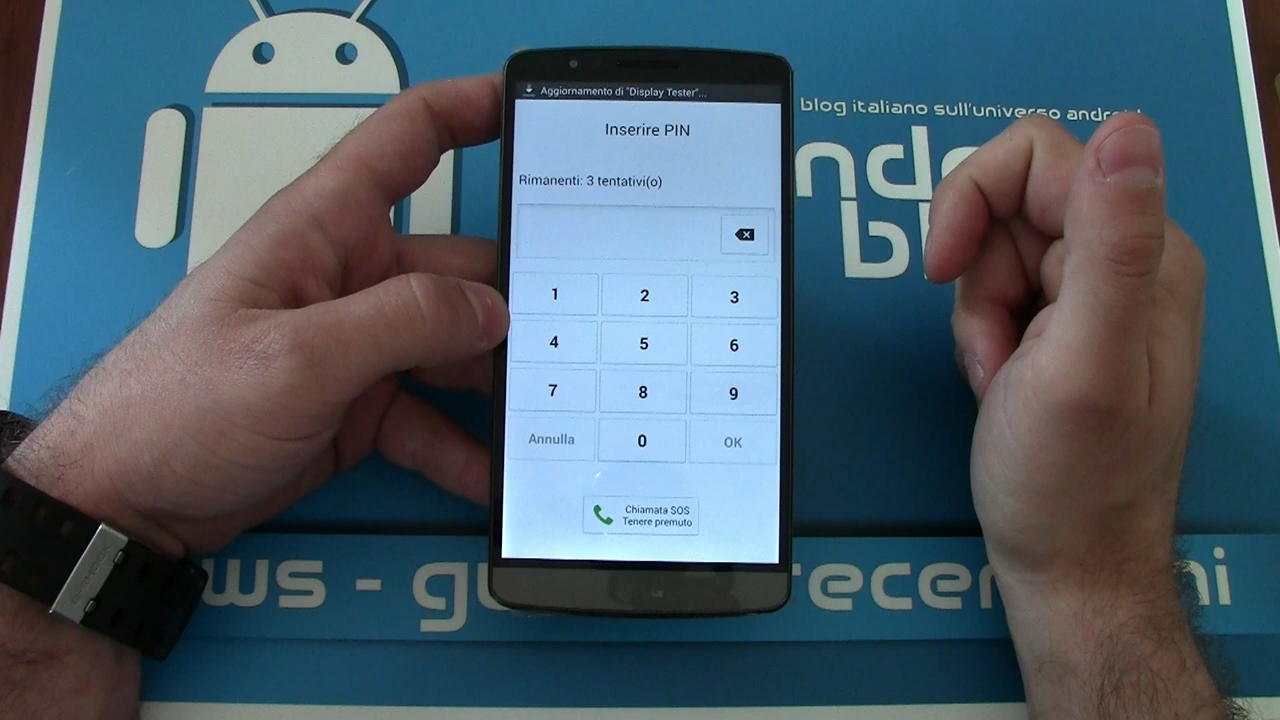 Aggiornamento di "Display Tester"...
blog italiano sull'universo
Inserire PIN
Rimanenti: 3 tentativi(o)
1 2 3
4 5 6
7 8 9
Annulla 0 OK
Chiamata SOS
Tenere premuto
LG